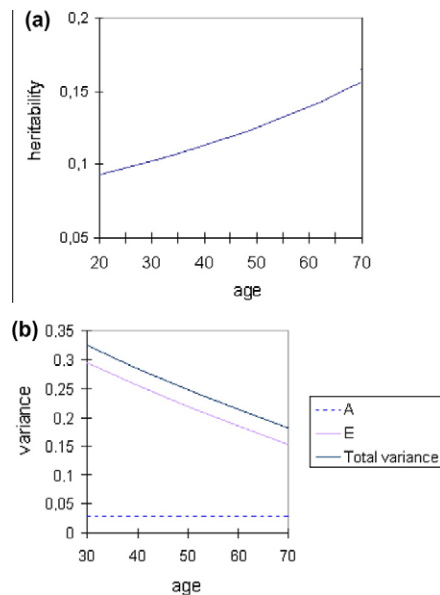 (a)
0,2
0,15
0,1
0,05
heritability
20 30 40 50 60 70
age
(b)
0.35
0.3
0.25
0.2
0.15
0.1
0,05
0
variance
30 40 50 60 70
age
A
E
Total variance